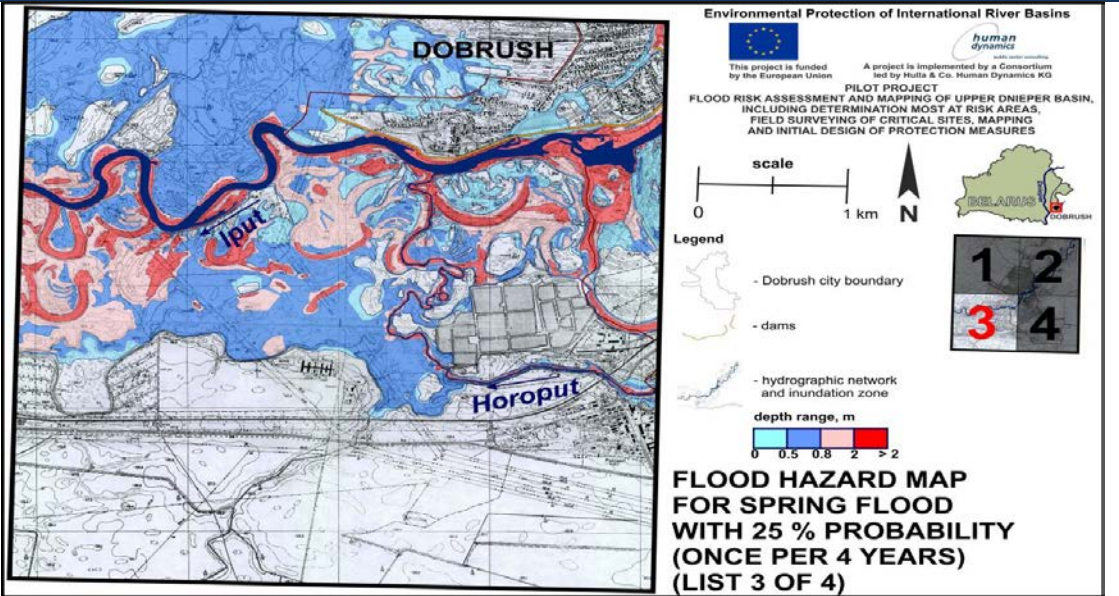 DOBRUSH
Iput
Horoput
Environmental Protection of International River Basins
human
dynamics
public sector consulting
This project is funded
by the European Union
A project is implemented by a Consortium
led by Hulla & Co. Human Dynamics KG
PILOT PROJECT
FLOOD RISK ASSESSMENT AND MAPPING OF UPPER DNIEPER BASIN,
INCLUDING DETERMINATION MOST AT RISK AREAS,
FIELD SURVEYING OF CRITICAL SITES, MAPPING
AND INITIAL DESIGN OF PROTECTION MEASURES
scale
0
1 km
N
BELARUS
DOBRUSH
Legend
- Dobrush city boundary
- dams
- hydrographic network
and inundation zone
1 2
3 4
depth range, m
0 0.5 0.8 2 > 2
FLOOD HAZARD MAP
FOR SPRING FLOOD
WITH 25 % PROBABILITY
(ONCE PER 4 YEARS)
(LIST 3 OF 4)